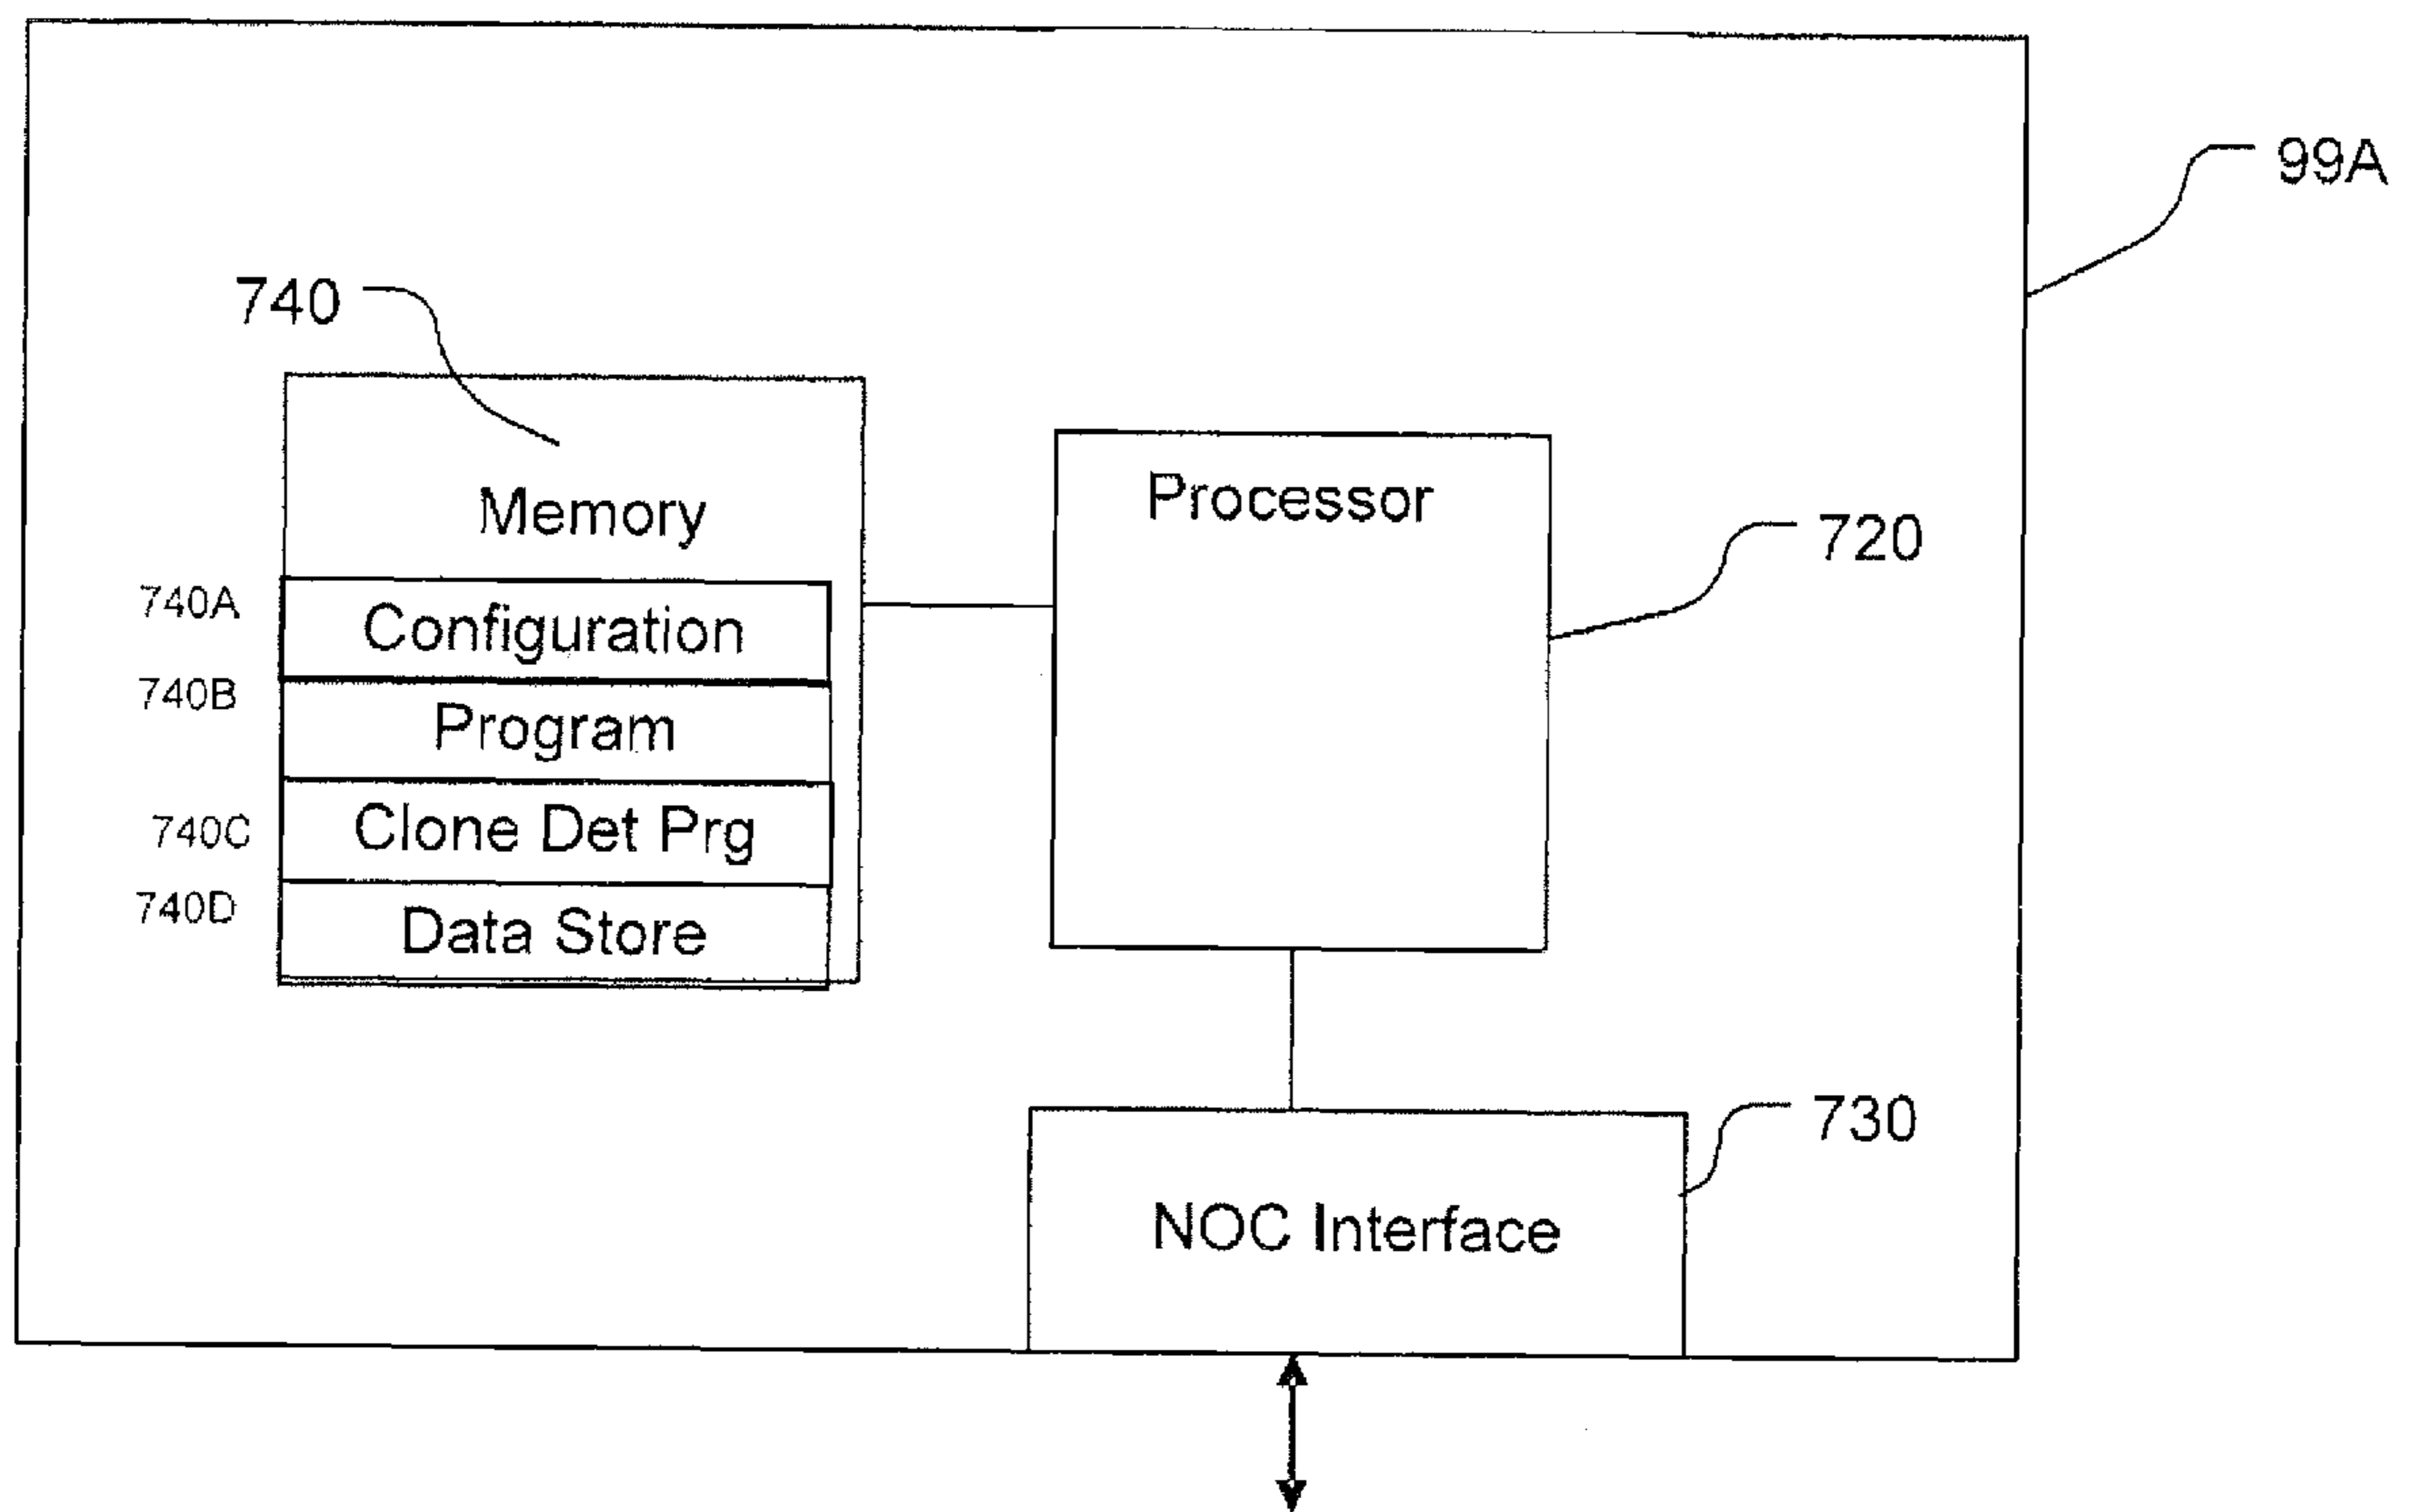 99A
740
Memory
Processor
720
740A
Configuration
740B
Program
740C
Clone Det Prg
740D
Data Store
730
NOC Interface